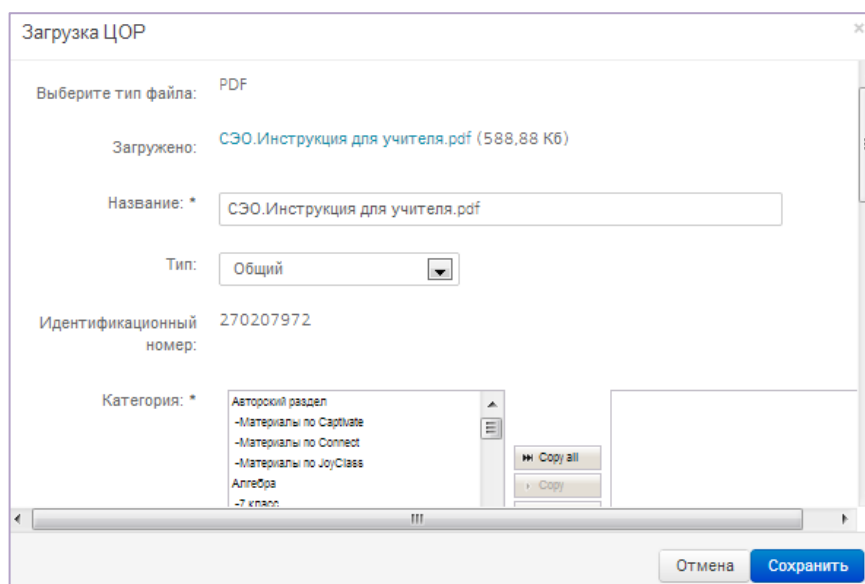 Загрузка ЦОР
Выберите тип файла: PDF
Загружено: СЭО.Инструкция для учителя.pdf (588,88 Кб)
Название: * СЭО.Инструкция для учителя.pdf
Тип: Общий
Идентификационный номер: 270207972
Категория: *
Авторский раздел
-Материалы по Captivate
-Материалы по Connect
-Материалы по JoyClass
Алгебра
-7 класс
Copy all
Copy
Отмена Сохранить